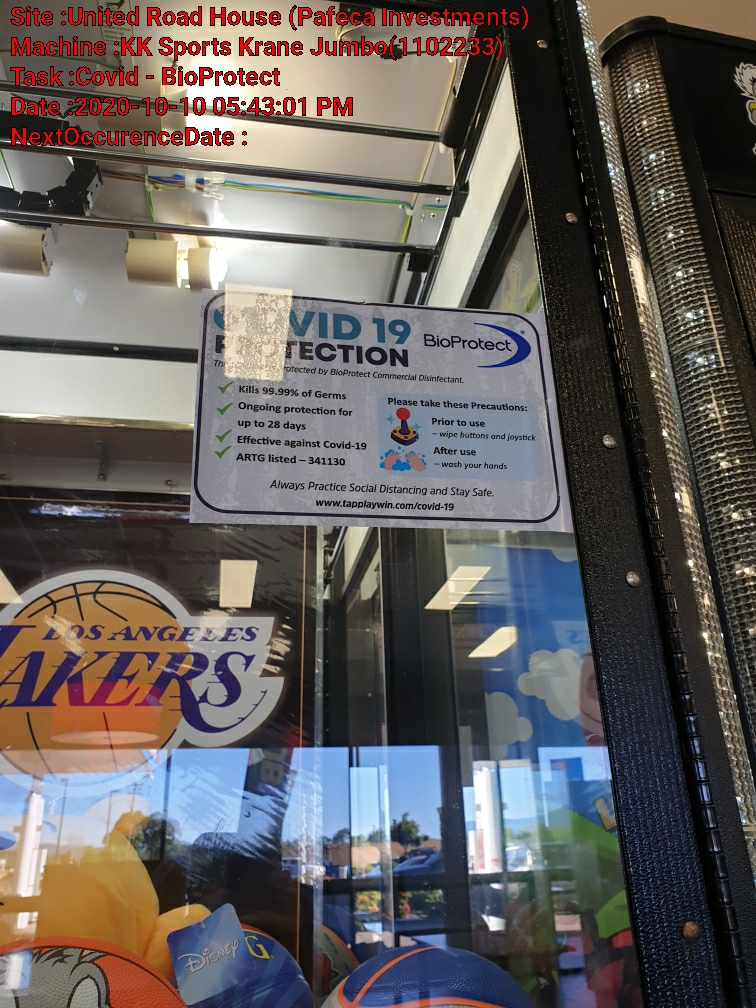 Site :United Road House (Pafeca Investments)
Machine :KK Sports Krane Jumbo(1102233)
Task :Covid - BioProtect
Date :2020-10-10 05:43:01 PM
NextOccurenceDate :
COVID 19
PROTECTION
BioProtect
protected by BioProtect Commercial Disinfectant.
Kills 99.99% of Germs
Ongoing protection for
up to 28 days
Effective against Covid-19
ARTG listed – 341130
Please take these Precautions:
Prior to use
– wipe buttons and joystick
After use
– wash your hands
Always Practice Social Distancing and Stay Safe.
www.tapplaywin.com/covid-19
LOS ANGELES
LAKERS
Disney